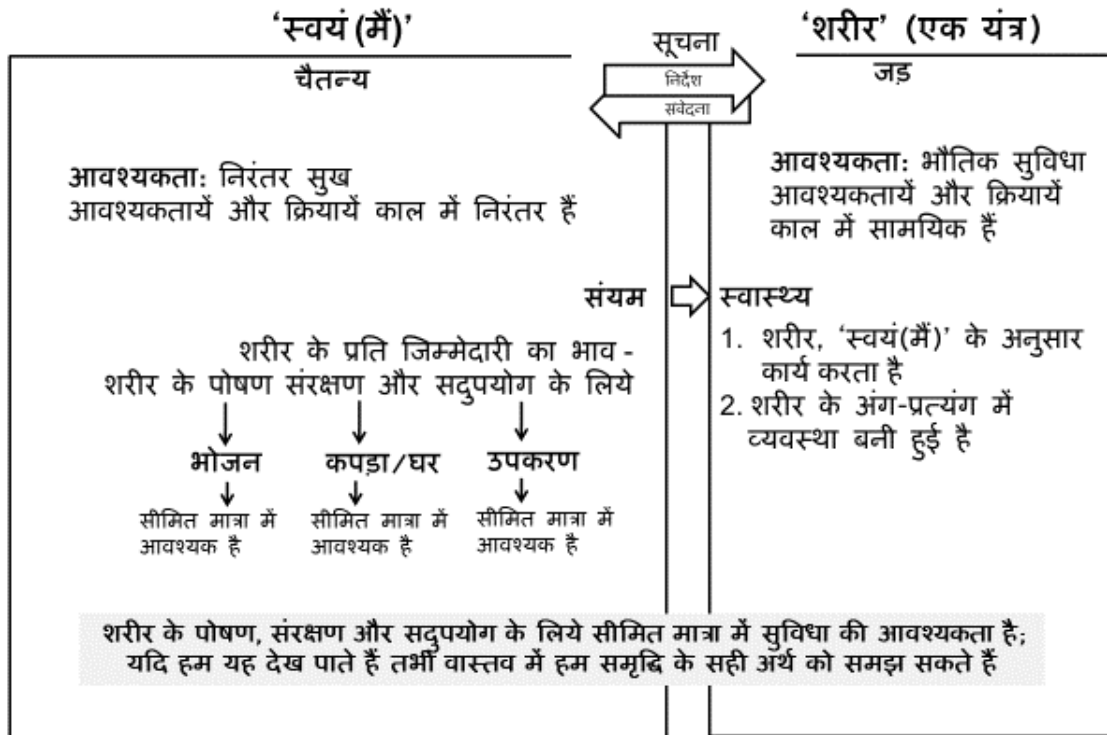 ‘स्वयं (मैं)’
चैतन्य
आवश्यकता: निरंतर सुख
आवश्यकतायें और क्रियायें काल में निरंतर हैं
सूचना
निर्देश
संवेदना
‘शरीर’ (एक यंत्र)
जड़
आवश्यकता: भौतिक सुविधा
आवश्यकतायें और क्रियायें
काल में सामयिक हैं
संयम
स्वास्थ्य
शरीर के प्रति जिम्मेदारी का भाव -
शरीर के पोषण संरक्षण और सदुपयोग के लिये
भोजन
कपड़ा/घर
उपकरण
सीमित मात्रा में
आवश्यक है
सीमित मात्रा में
आवश्यक है
सीमित मात्रा में
आवश्यक है
1. शरीर, ‘स्वयं(मैं)’ के अनुसार
कार्य करता है
2. शरीर के अंग-प्रत्यंग में
व्यवस्था बनी हुई है
शरीर के पोषण, संरक्षण और सदुपयोग के लिये सीमित मात्रा में सुविधा की आवश्यकता है;
यदि हम यह देख पाते हैं तभी वास्तव में हम समृद्धि के सही अर्थ को समझ सकते हैं